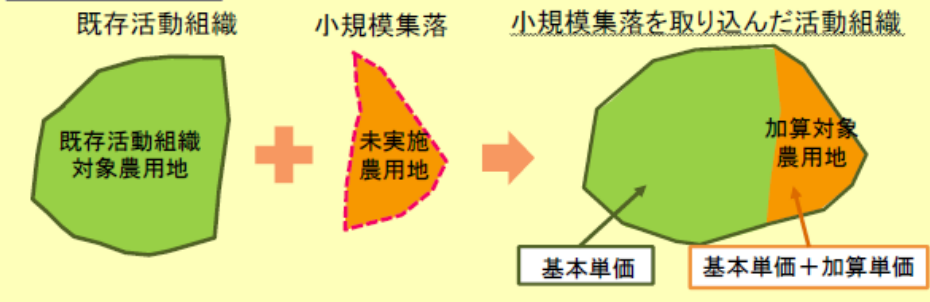 既存活動組織
小規模集落
小規模集落を取り込んだ活動組織
既存活動組織
対象農用地
未実施
農用地
加算対象
農用地
基本単価
基本単価＋加算単価